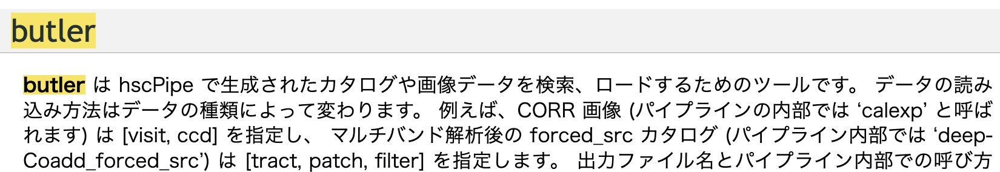 butler
butler は hscPipe で生成されたカタログや画像データを検索、ロードするためのツールです。 データの読み
込み方法はデータの種類によって変わります。 例えば、CORR 画像 (パイプラインの内部では ‘calexp’ と呼ば
れます) は [visit, ccd] を指定し、 マルチバンド解析後の forced_src カタログ (パイプライン内部では ‘deep-
Coadd_forced_src’) は [tract, patch, filter] を指定します。 出力ファイル名とパイプライン内部での呼び方